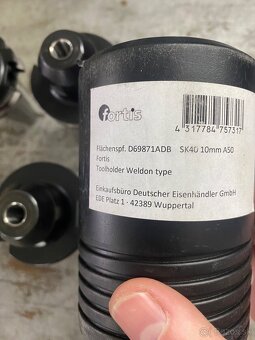 fortis
4 317784 757317
Flächenspf. D69871ADB SK40 10mm A50
Fortis
Toolholder Weldon type
Einkaufsbüro Deutscher Eisenhändler GmbH
EDE Platz 1 · 42389 Wuppertal